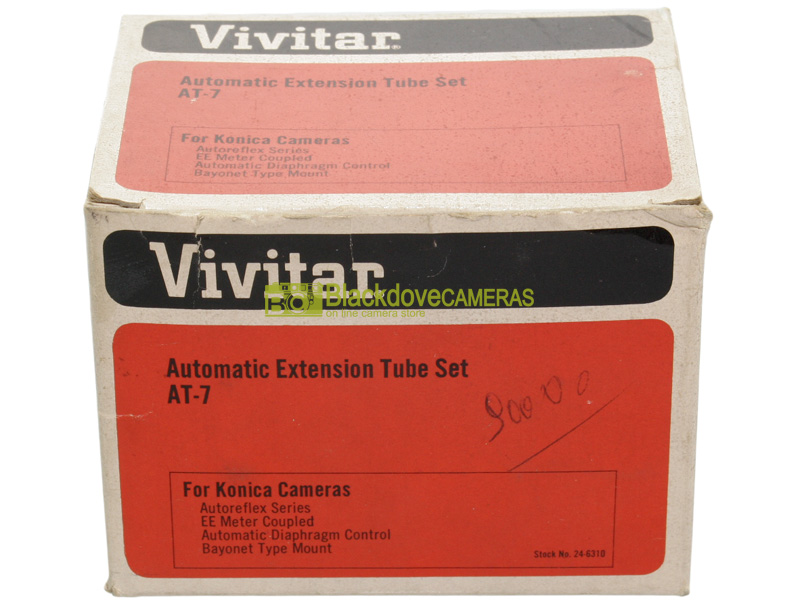 Vivitar®
Automatic Extension Tube Set
AT-7
For Konica Cameras
Autoreflex Series
EE Meter Coupled
Automatic Diaphragm Control
Bayonet Type Mount
Vivitar®
BlackdoveCAMERAS
on line camera store
Automatic Extension Tube Set
AT-7
For Konica Cameras
Autoreflex Series
EE Meter Coupled
Automatic Diaphragm Control
Bayonet Type Mount
Stock No. 24-6310